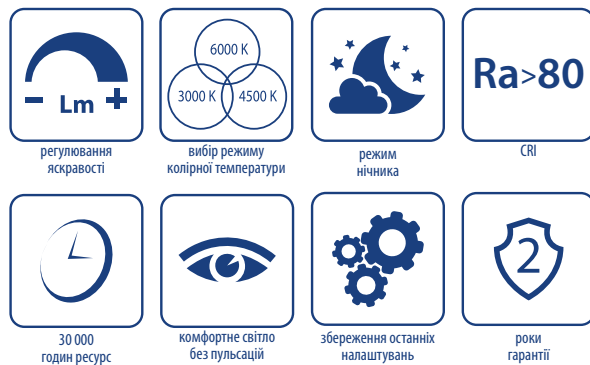 6000 K
3000 K 4500 K
- Lm +
Ra>80
регулювання
яскравості
вибір режиму
колірної температури
режим
нічника
CRI
2
30 000
годин ресурс
комфортне світло
без пульсацій
збереження останніх
налаштувань
роки
гарантії